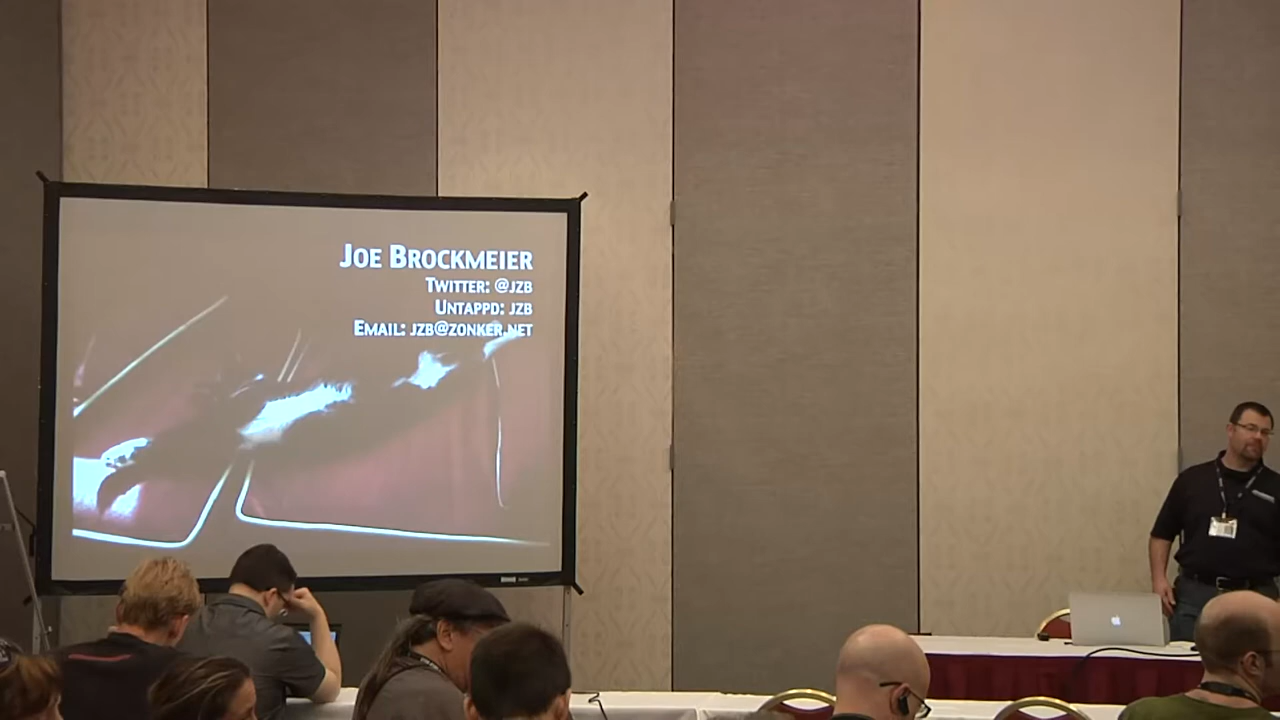 Joe Brockmeier
Twitter: @jzb
Untappd: jzb
Email: jzb@zonker.net